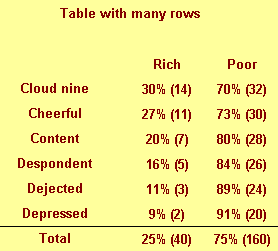 Table with many rows
Rich Poor
Cloud nine 30% (14) 70% (32)
Cheerful 27% (11) 73% (30)
Content 20% (7) 80% (28)
Despondent 16% (5) 84% (26)
Dejected 11% (3) 89% (24)
Depressed 9% (2) 91% (20)
Total 25% (40) 75% (160)